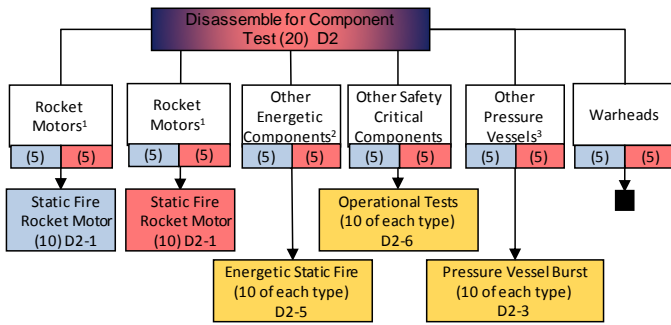 Disassemble for Component
Test (20) D2
Rocket
Motors¹
(5) (5)
Rocket
Motors¹
(5) (5)
Other
Energetic
Components²
(5) (5)
Other Safety
Critical
Components
(5) (5)
Other
Pressure
Vessels³
(5) (5)
Warheads
(5) (5)
Static Fire
Rocket Motor
(10) D2-1
Static Fire
Rocket Motor
(10) D2-1
Operational Tests
(10 of each type)
D2-6
Energetic Static Fire
(10 of each type)
D2-5
Pressure Vessel Burst
(10 of each type)
D2-3